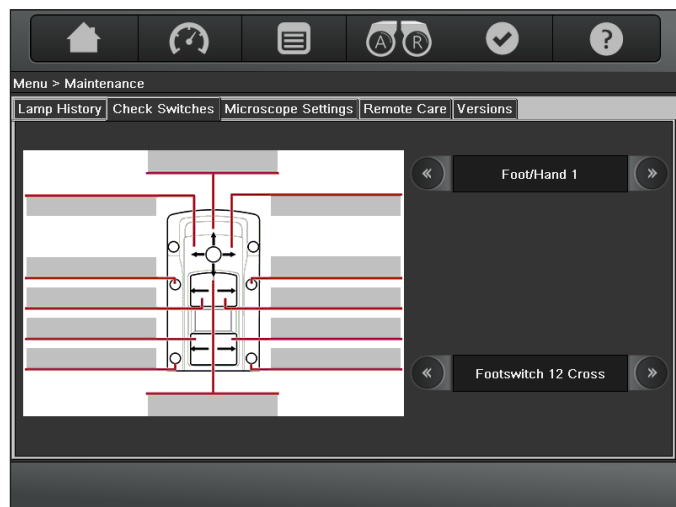 A R ?
Menu > Maintenance
Lamp History Check Switches Microscope Settings Remote Care Versions
« Foot/Hand 1 »
« Footswitch 12 Cross »